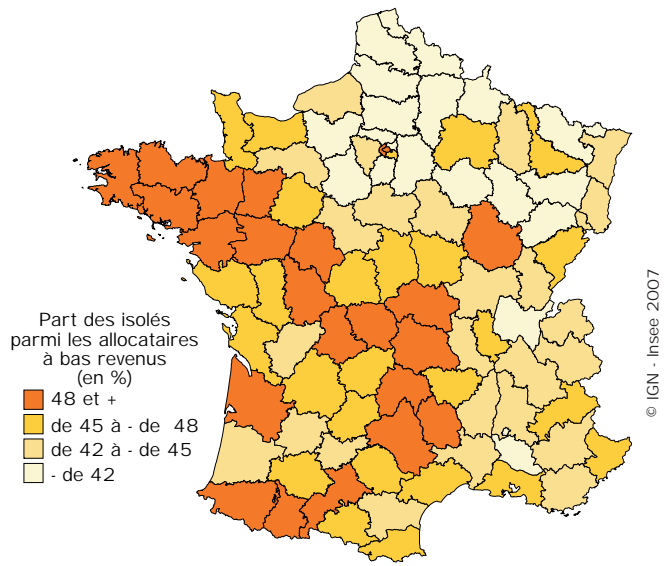 Part des isolés
parmi les allocataires
à bas revenus
(en %)
48 et +
de 45 à - de 48
de 42 à - de 45
- de 42
© IGN - Insee 2007